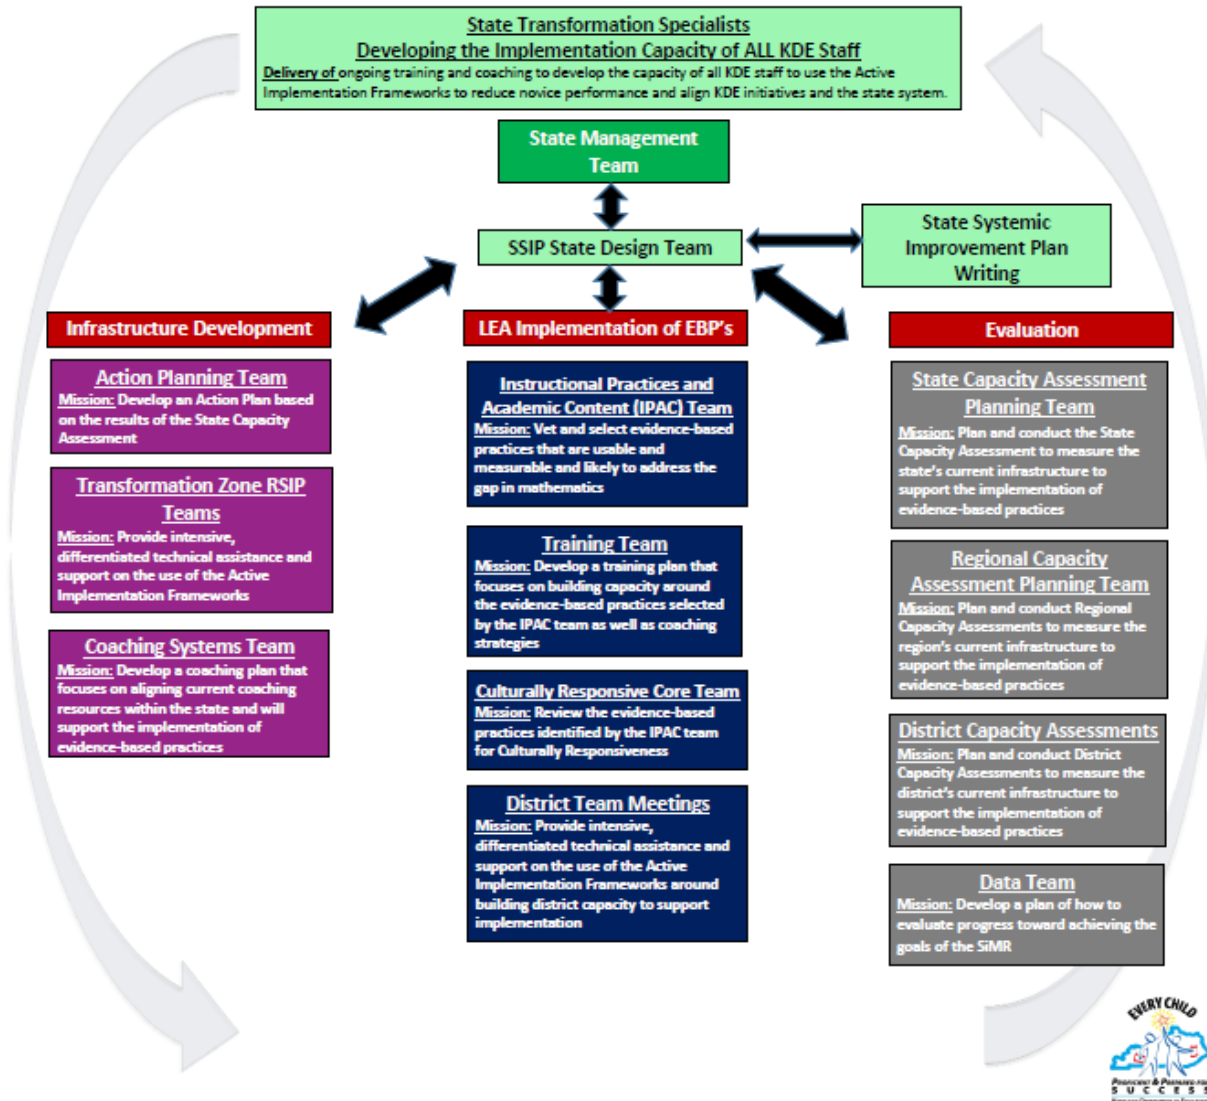 State Transformation Specialists
Developing the Implementation Capacity of ALL KDE Staff
Delivery of ongoing training and coaching to develop the capacity of all KDE staff to use the Active
Implementation Frameworks to reduce novice performance and align KDE initiatives and the state system.
State Management
Team
SSIP State Design Team
State Systemic
Improvement Plan
Writing
Infrastructure Development
Action Planning Team
Mission: Develop an Action Plan based
on the results of the State Capacity
Assessment
Transformation Zone RSIP
Teams
Mission: Provide intensive,
differentiated technical assistance and
support on the use of the Active
Implementation Frameworks
Coaching Systems Team
Mission: Develop a coaching plan that
focuses on aligning current coaching
resources within the state and will
support the implementation of
evidence-based practices
LEA Implementation of EBP's
Instructional Practices and
Academic Content (IPAC) Team
Mission: Vet and select evidence-based
practices that are usable and
measurable and likely to address the
gap in mathematics
Training Team
Mission: Develop a training plan that
focuses on building capacity around
the evidence-based practices selected
by the IPAC team as well as coaching
strategies
Culturally Responsive Core Team
Mission: Review the evidence-based
practices identified by the IPAC team
for Culturally Responsiveness
District Team Meetings
Mission: Provide intensive,
differentiated technical assistance and
support on the use of the Active
Implementation Frameworks around
building district capacity to support
implementation
Evaluation
State Capacity Assessment
Planning Team
Mission: Plan and conduct the State
Capacity Assessment to measure the
state's current infrastructure to
support the implementation of
evidence-based practices
Regional Capacity
Assessment Planning Team
Mission: Plan and conduct Regional
Capacity Assessments to measure the
region's current infrastructure to
support the implementation of
evidence-based practices
District Capacity Assessments
Mission: Plan and conduct District
Capacity Assessments to measure the
district's current infrastructure to
support the implementation of
evidence-based practices
Data Team
Mission: Develop a plan of how to
evaluate progress toward achieving the
goals of the SiMR
EVERY CHILD
PROFICIENT & PREPARED FOR
SUCCESS